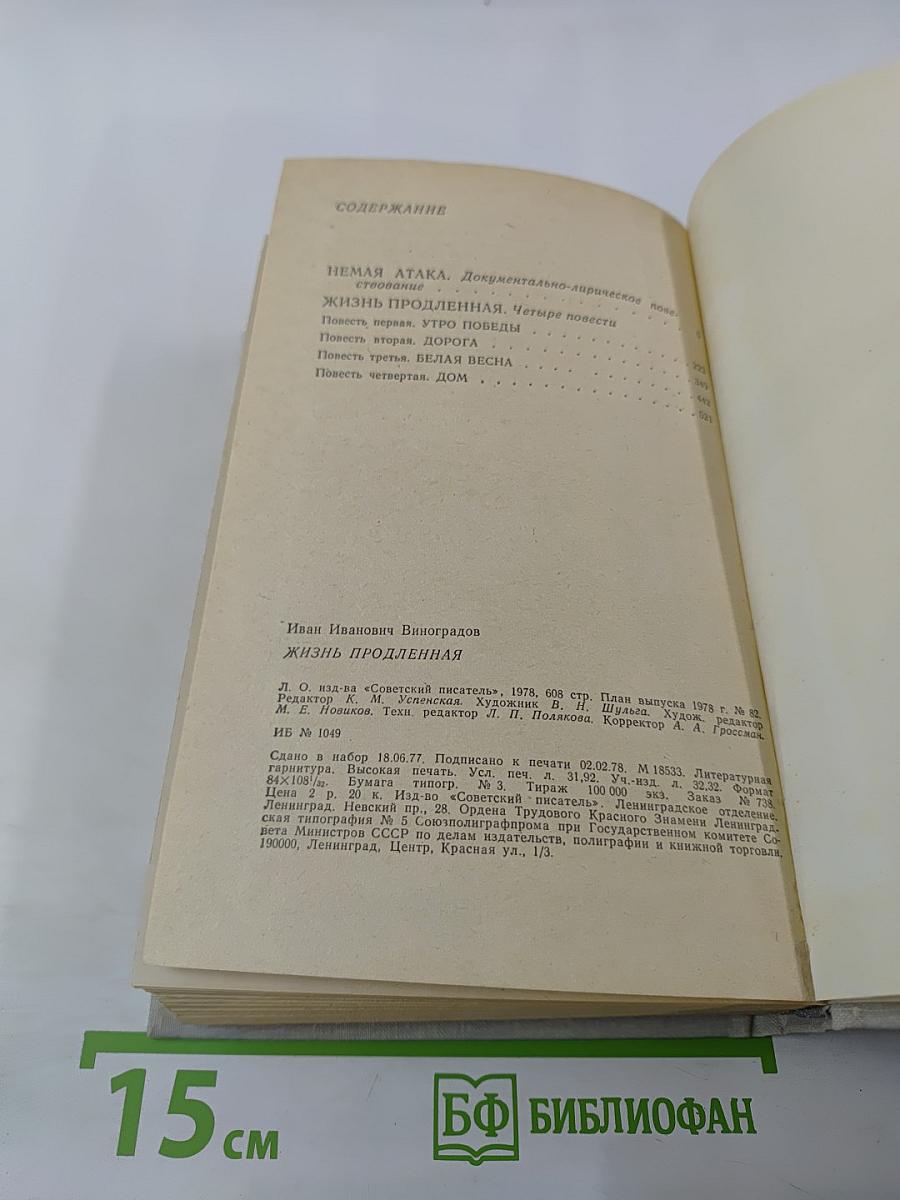 СОДЕРЖАНИЕ
НЕМАЯ АТАКА. Документально-лирическое пове-
ствование . . . . . . . . . . .
ЖИЗНЬ ПРОДЛЕННАЯ. Четыре повести
Повесть первая. УТРО ПОБЕДЫ . . . . . . . 223
Повесть вторая. ДОРОГА . . . . . . . . . 349
Повесть третья. БЕЛАЯ ВЕСНА . . . . . . . 442
Повесть четвертая. ДОМ . . . . . . . . . 521
Иван Иванович Виноградов
ЖИЗНЬ ПРОДЛЕННАЯ
Л. О. изд-ва «Советский писатель», 1978, 608 стр. План выпуска 1978 г. № 82.
Редактор К. М. Успенская. Художник В. Н. Шульга. Худож. редактор
М. Е. Новиков. Техн. редактор Л. П. Полякова. Корректор А. А. Гроссман.
ИБ № 1049
Сдано в набор 18.06.77. Подписано к печати 02.02.78. М 18533. Литературная
гарнитура. Высокая печать. Усл. печ. л. 31,92. Уч.-изд. л. 32,32. Формат
84×108¹/₃₂. Бумага типогр. № 3. Тираж 100 000 экз. Заказ № 738.
Цена 2 р. 20 к. Изд-во «Советский писатель». Ленинградское отделение.
Ленинград. Невский пр., 28. Ордена Трудового Красного Знамени Ленинград-
ская типография № 5 Союзполиграфпрома при Государственном комитете Со-
вета Министров СССР по делам издательств, полиграфии и книжной торговли.
190000, Ленинград, Центр, Красная ул., 1/3.
15 см
БФ БИБЛИОФАН